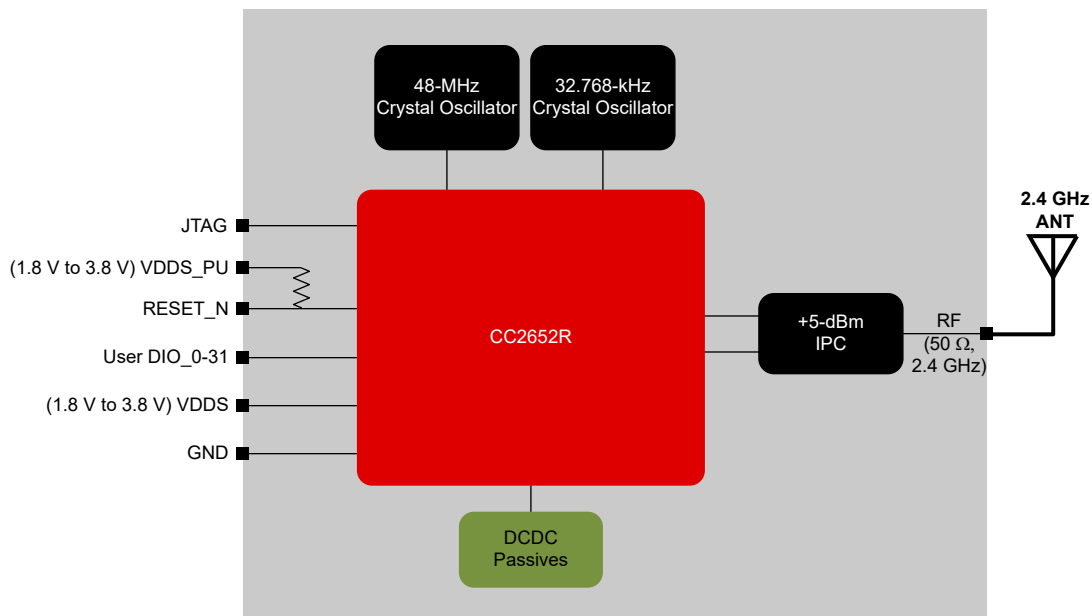 48-MHz
Crystal Oscillator
32.768-kHz
Crystal Oscillator
2.4 GHz
ANT
JTAG
(1.8 V to 3.8 V) VDDS_PU
RESET_N
User DIO_0-31
(1.8 V to 3.8 V) VDDS
GND
CC2652R
+5-dBm
IPC
RF
(50 Ω,
2.4 GHz)
DCDC
Passives